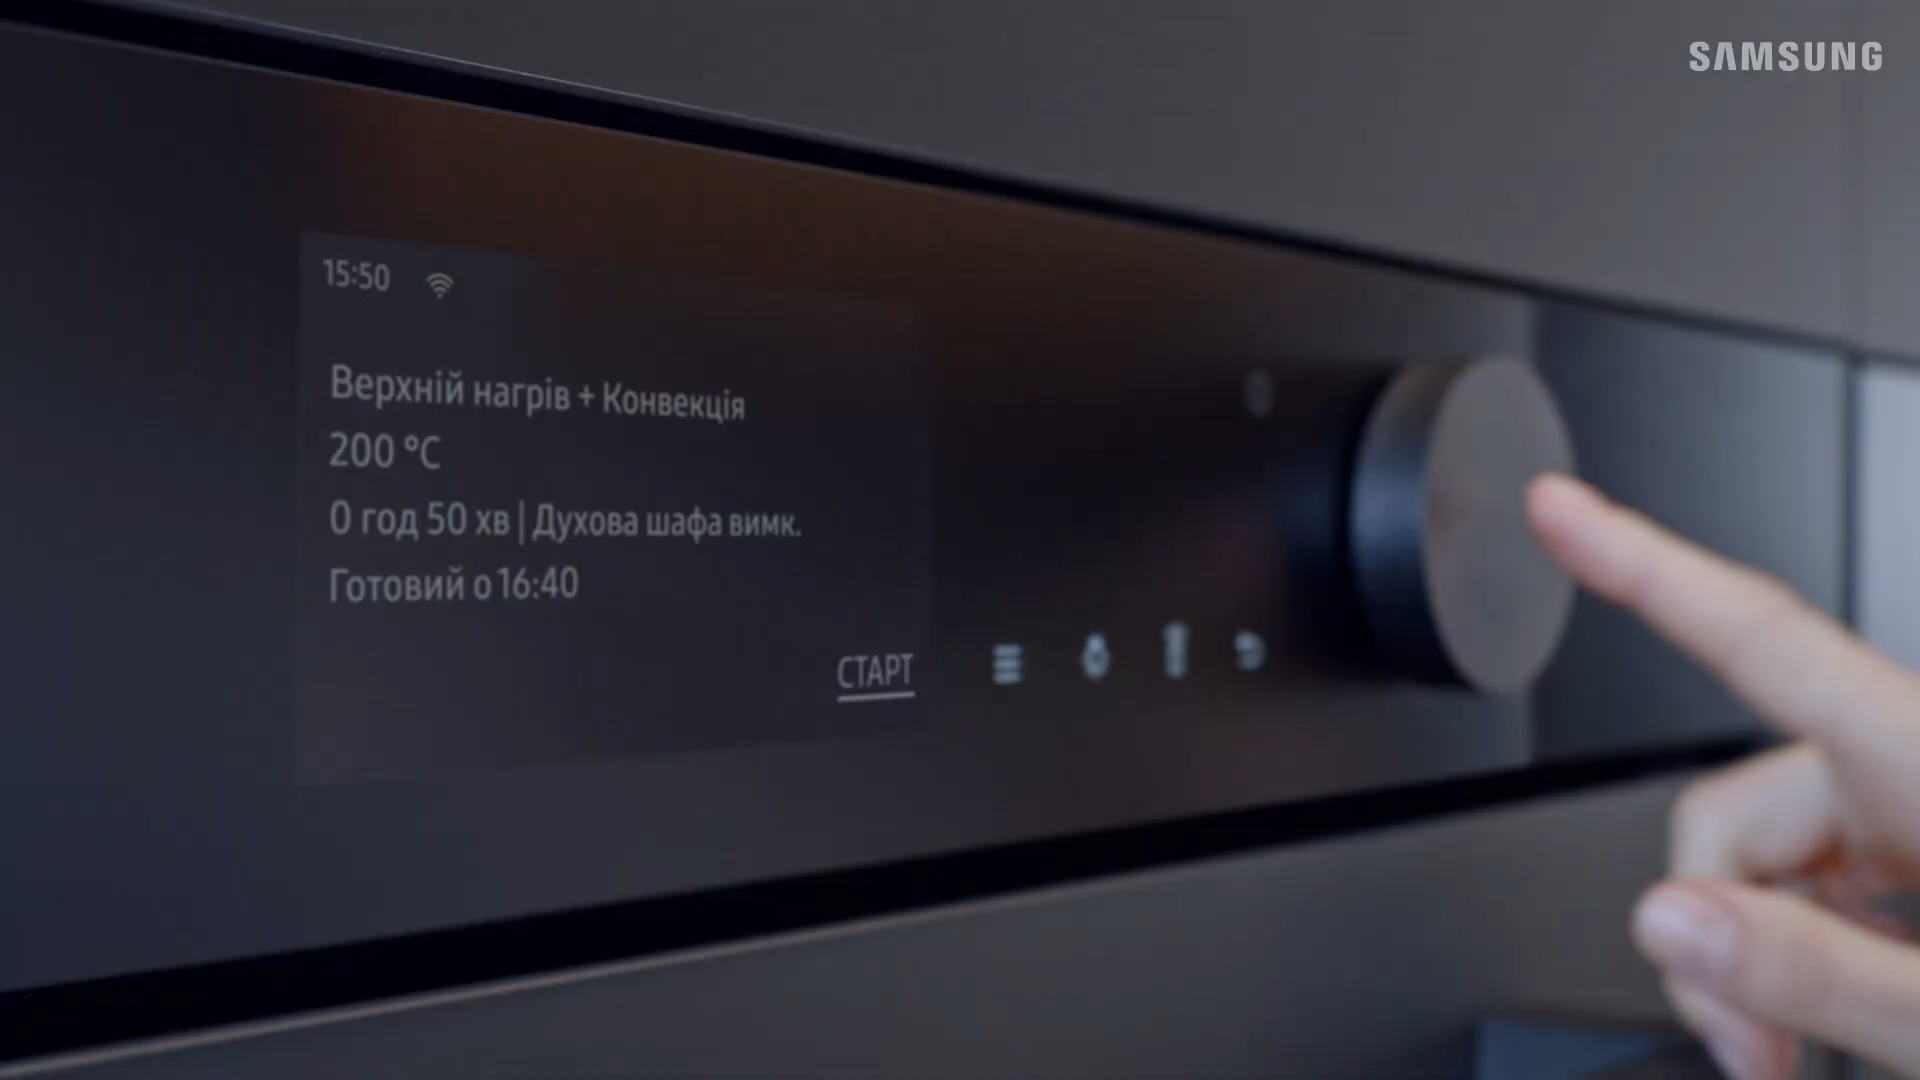 SAMSUNG
15:50
Верхній нагрів + Конвекція
200 °C
0 год 50 хв | Духова шафа вимк.
Готовий о 16:40
СТАРТ